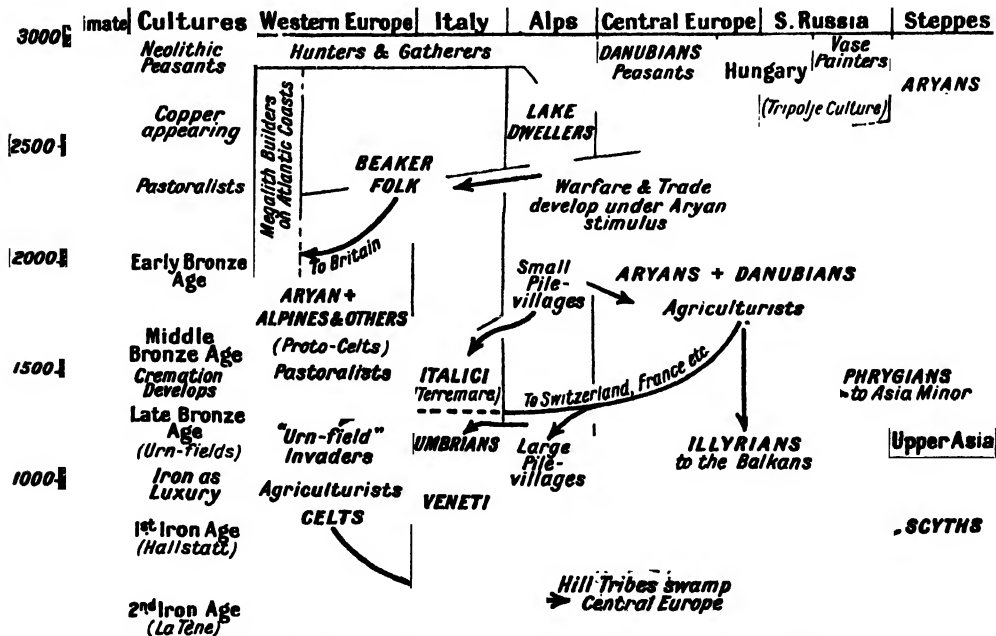 imate Cultures Western Europe Italy Alps Central Europe S. Russia Steppes
3000
Neolithic
Peasants
Hunters & Gatherers
DANUBIANS
Peasants
Hungary
Vase
Painters
(Tripolje Culture)
ARYANS
Copper
appearing
Megalith Builders
on Atlantic Coasts
LAKE
DWELLERS
2500
Pastoralists
BEAKER
FOLK
Warfare & Trade
develop under Aryan
stimulus
To Britain
2000
Early Bronze
Age
Small
Pile-
villages
ARYANS + DANUBIANS
Agriculturists
ARYAN +
ALPINES & OTHERS
(Proto-Celts)
Pastoralists
Middle
Bronze Age
1500
Cremation
Develops
ITALICI
(Terremare)
To Switzerland, France etc
PHRYGIANS
to Asia Minor
Late Bronze
Age
(Urn-fields)
"Urn-field"
Invaders
UMBRIANS
Large
Pile-
villages
ILLYRIANS
to the Balkans
Upper Asia
1000
Iron as
Luxury
Agriculturists
CELTS
VENETI
1st Iron Age
(Hallstatt)
SCYTHS
Hill Tribes swamp
Central Europe
2nd Iron Age
(La Tène)